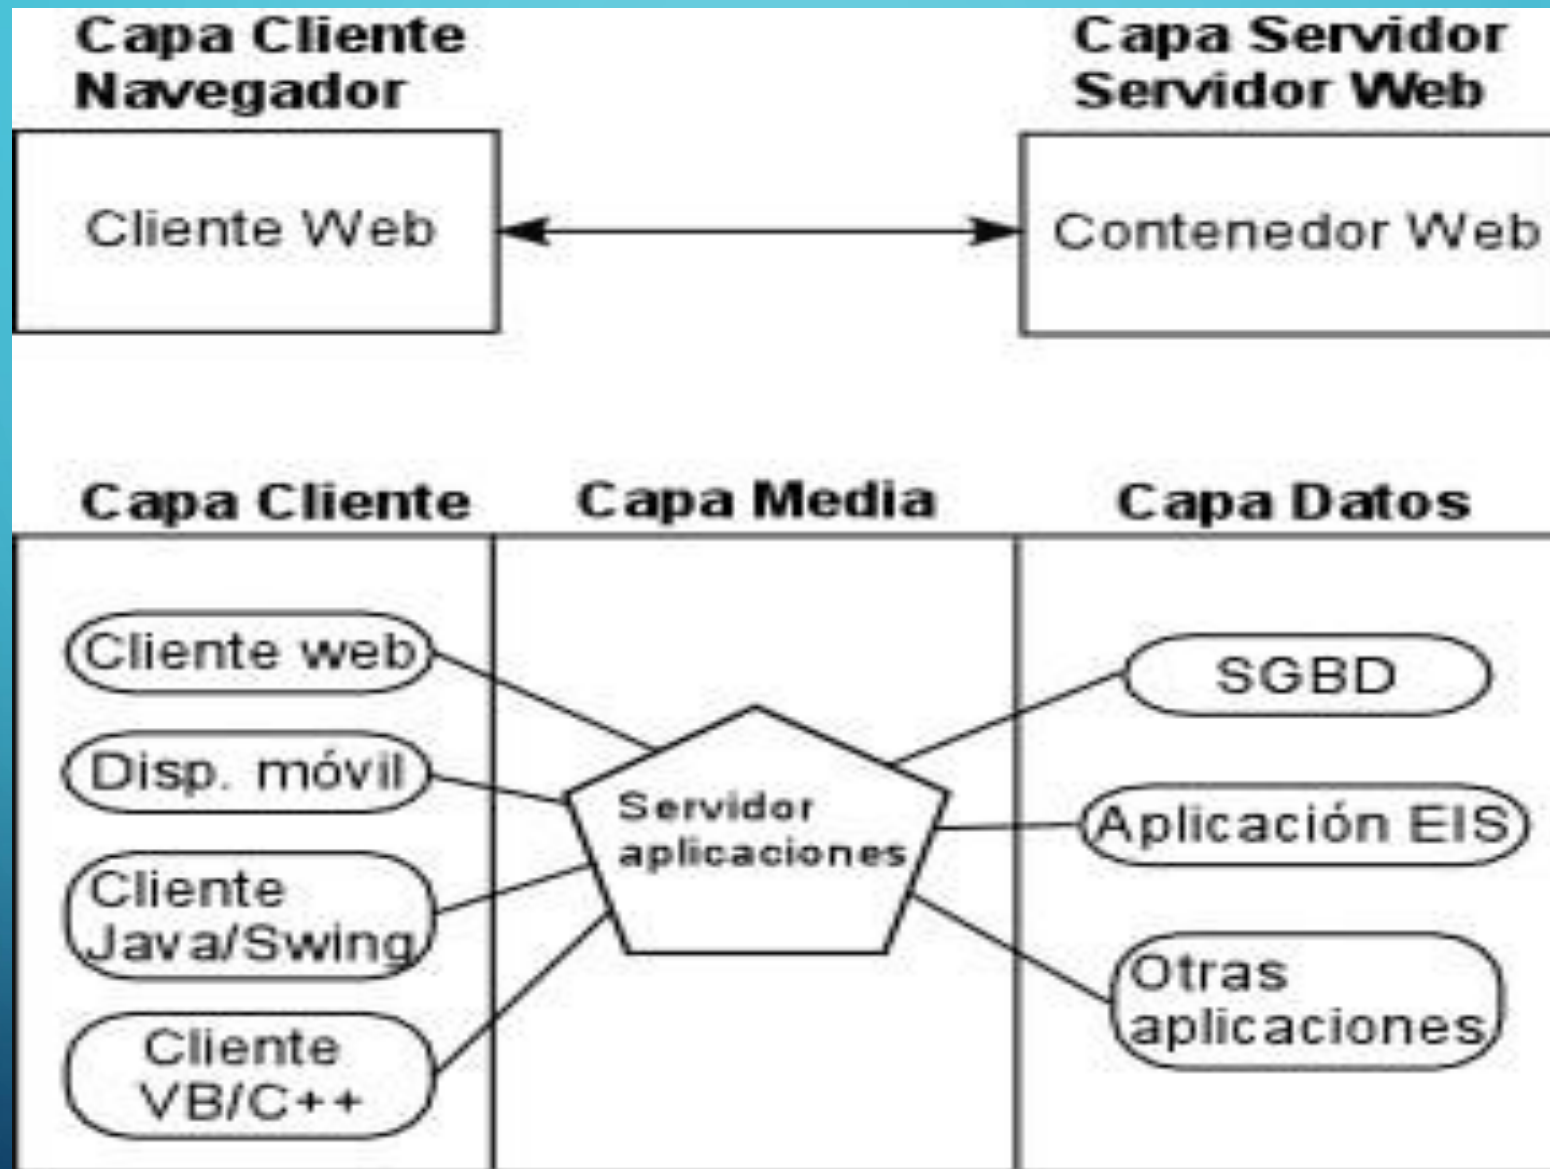 Capa Cliente
Navegador
Capa Servidor
Servidor Web
Cliente Web
Contenedor Web
Capa Cliente
Capa Media
Capa Datos
Cliente web
Disp. móvil
Cliente
Java/Swing
Cliente
VB/C++
Servidor
aplicaciones
SGBD
Aplicación EIS
Otras
aplicaciones